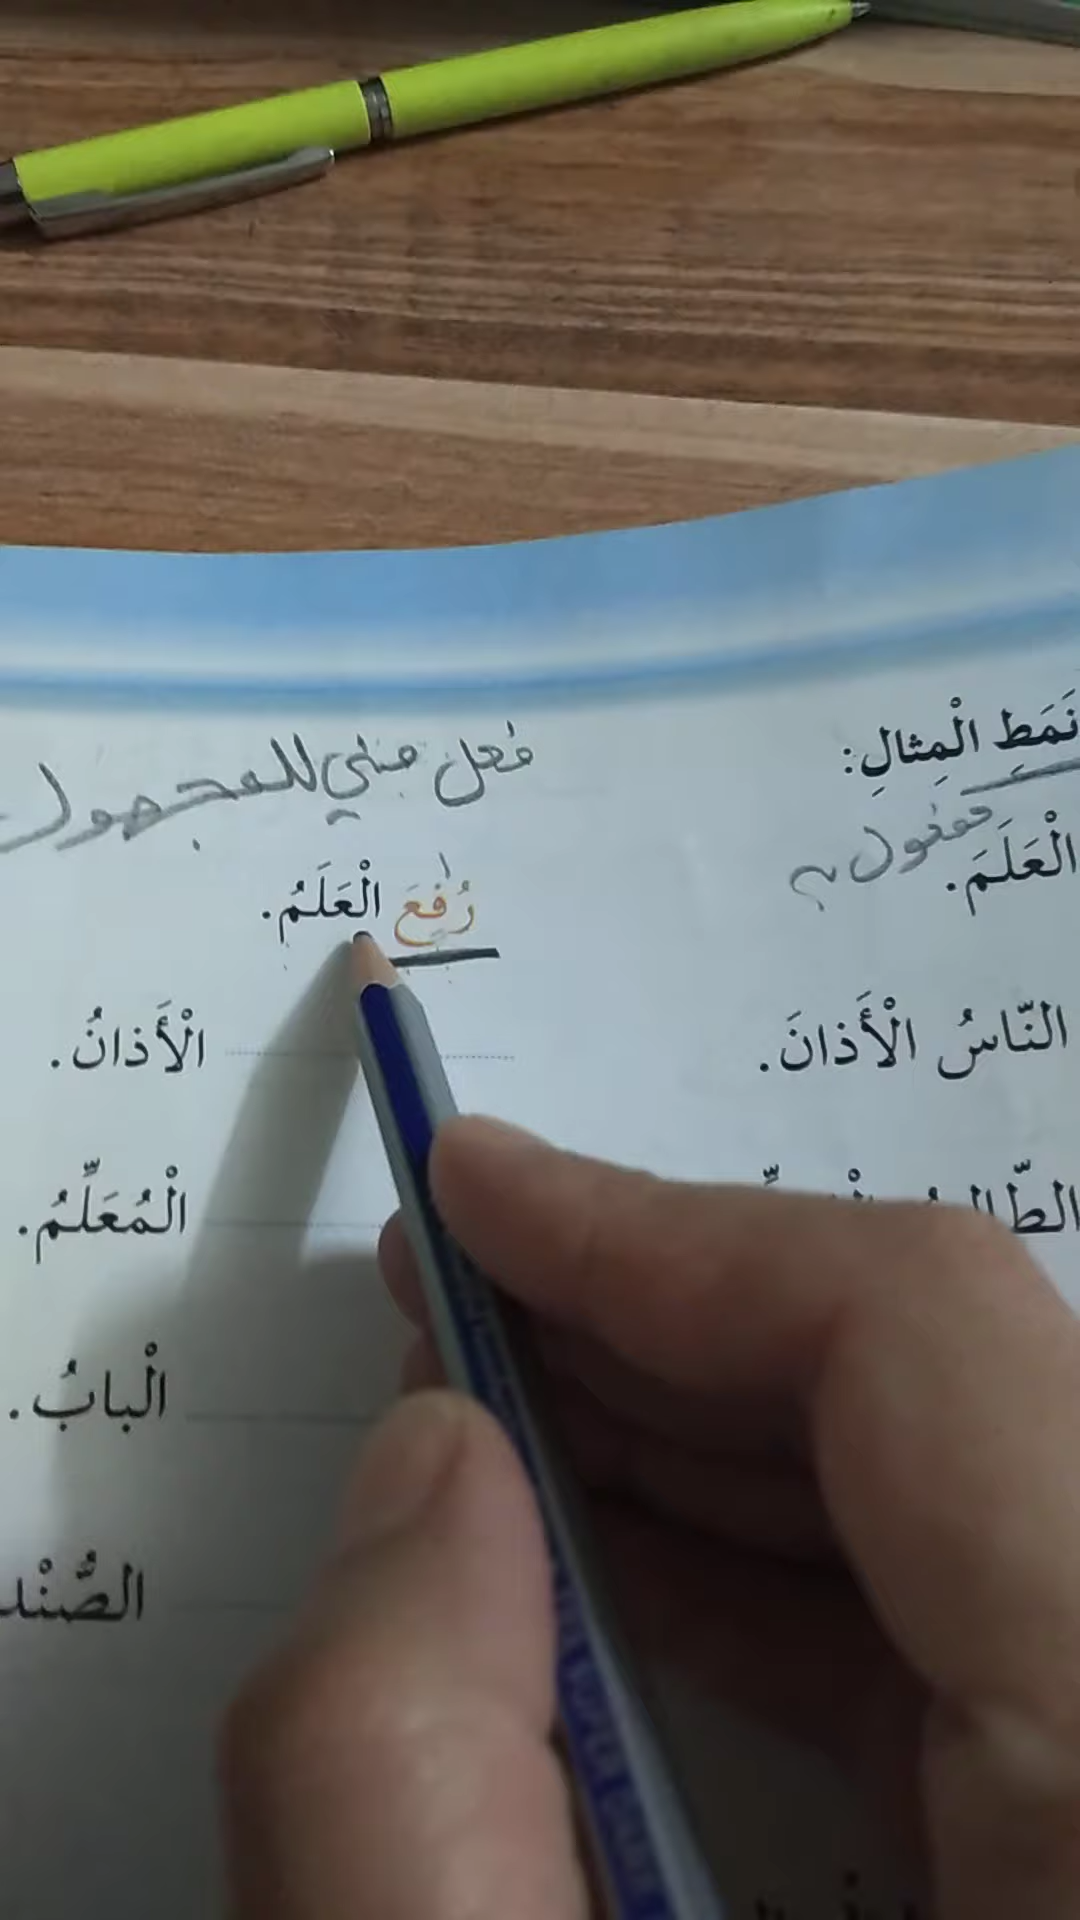 نَمَطِ الْمِثالِ:
فعل مبني للمجهول
مفعول به
الْعَلَمَ. رُفِعَ الْعَلَمُ.
النّاسُ الْأَذانَ. الْأَذانُ.
الْمُعَلِّمُ.
الْبابُ.